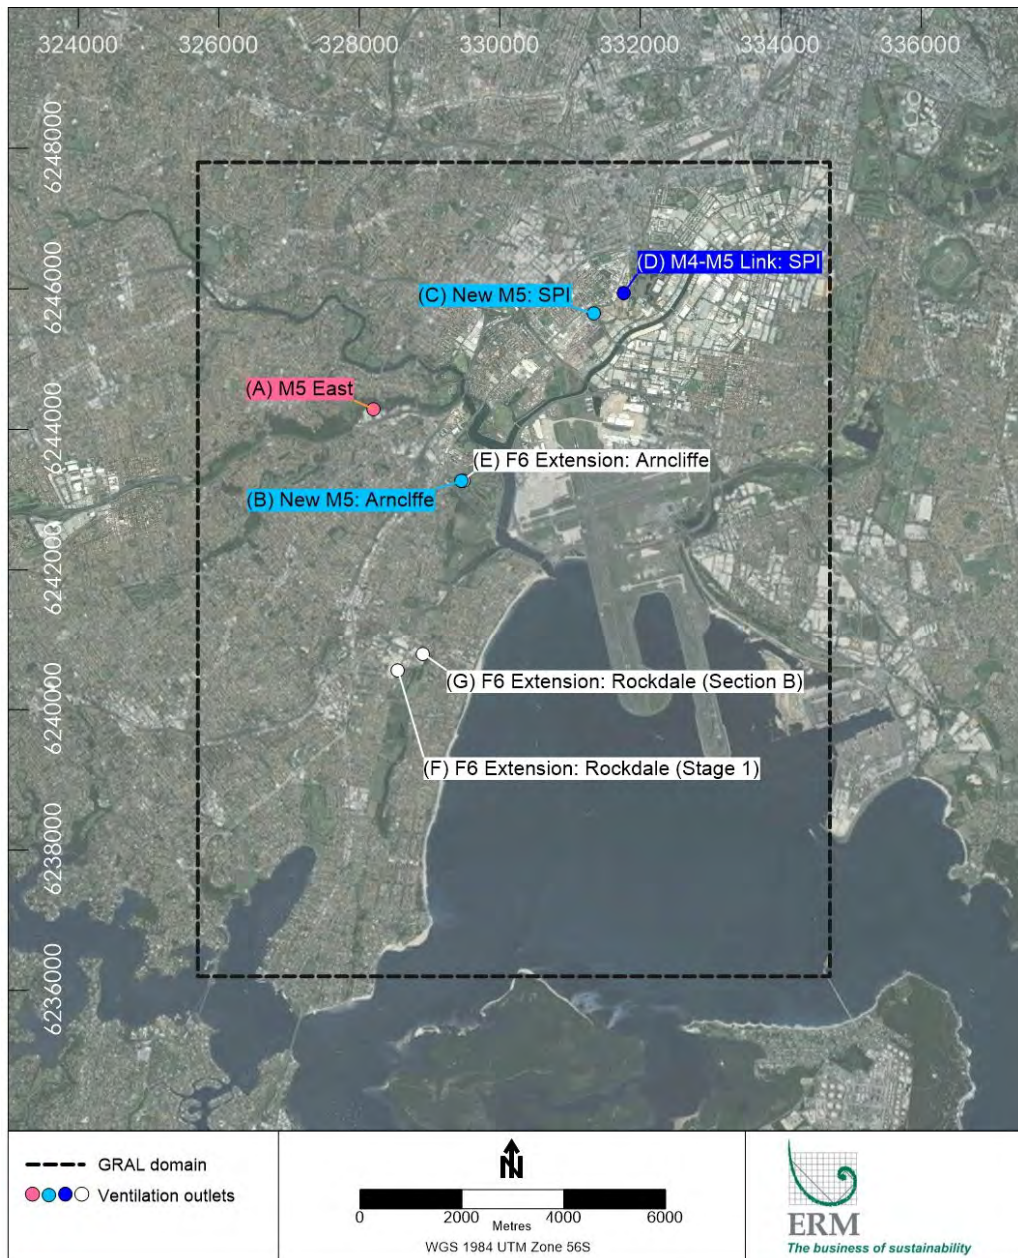 324000 326000 328000 330000 332000 334000 336000
6248000
6246000
6244000
6242000
6240000
6238000
6236000
(D) M4-M5 Link: SPI
(C) New M5: SPI
(A) M5 East
(E) F6 Extension: Arncliffe
(B) New M5: Arnclffe
(G) F6 Extension: Rockdale (Section B)
(F) F6 Extension: Rockdale (Stage 1)
GRAL domain
Ventilation outlets
N
0 2000 4000 6000
Metres
WGS 1984 UTM Zone 56S
ERM
The business of sustainability